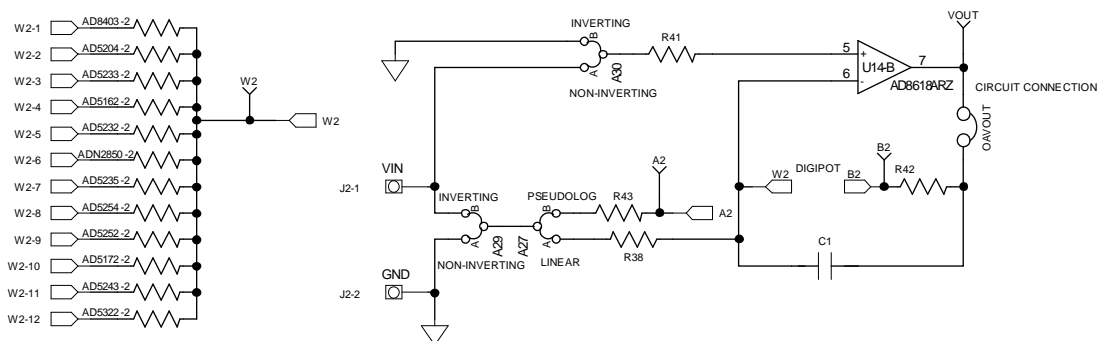 W2-1 AD8403-2
W2-2 AD5204-2
W2-3 AD5233-2
W2-4 AD5162-2
W2-5 AD5232-2
W2-6 ADN2850-2
W2-7 AD5235-2
W2-8 AD5254-2
W2-9 AD5252-2
W2-10 AD5172-2
W2-11 AD5243-2
W2-12 AD5322-2
W2
W2
INVERTING
B
A
A30
NON-INVERTING
R41
5
+
6
-
U14-B
7
AD8618ARZ
VOUT
CIRCUIT CONNECTION
OAVOUT
VIN
J2-1
INVERTING
B
A
A29
NON-INVERTING
GND
J2-2
PSEUDOLOG
B
A
A27
LINEAR
R43
R38
A2
A2
W2
DIGIPOT
B2
B2
R42
C1